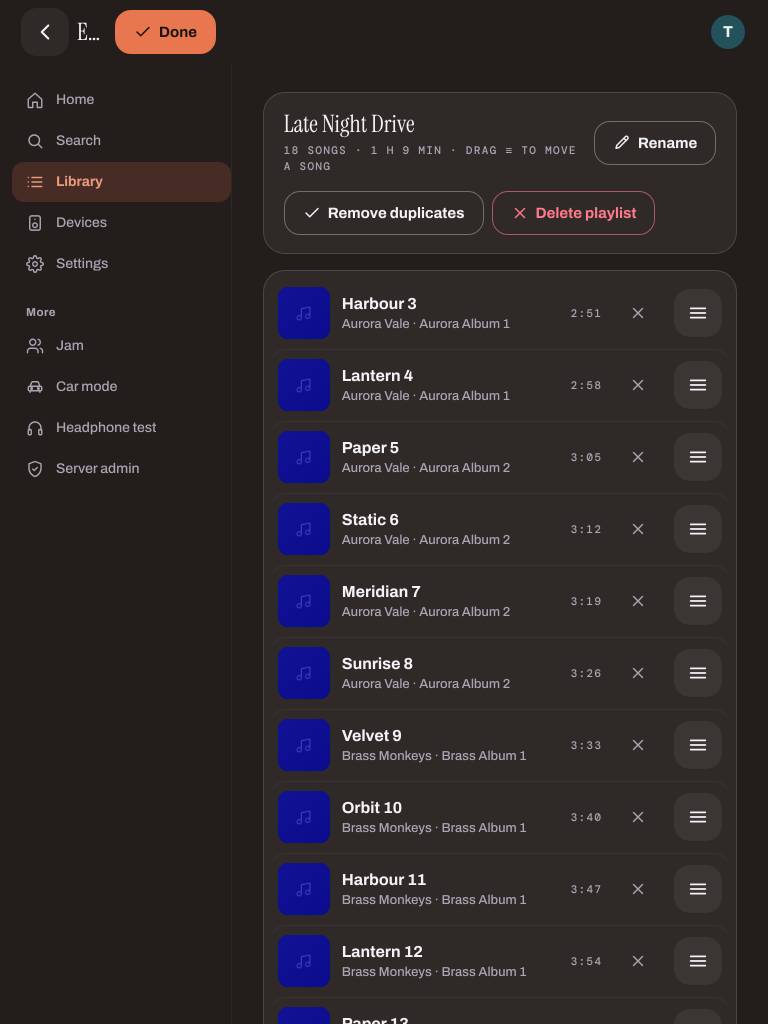 E...
Done
T
Home
Search
Library
Devices
Settings
More
Jam
Car mode
Headphone test
Server admin
Late Night Drive
18 SONGS · 1 H 9 MIN · DRAG ≡ TO MOVE
A SONG
Rename
Remove duplicates
Delete playlist
Harbour 3
Aurora Vale · Aurora Album 1
2:51
Lantern 4
Aurora Vale · Aurora Album 1
2:58
Paper 5
Aurora Vale · Aurora Album 2
3:05
Static 6
Aurora Vale · Aurora Album 2
3:12
Meridian 7
Aurora Vale · Aurora Album 2
3:19
Sunrise 8
Aurora Vale · Aurora Album 2
3:26
Velvet 9
Brass Monkeys · Brass Album 1
3:33
Orbit 10
Brass Monkeys · Brass Album 1
3:40
Harbour 11
Brass Monkeys · Brass Album 1
3:47
Lantern 12
Brass Monkeys · Brass Album 1
3:54
Paper 13